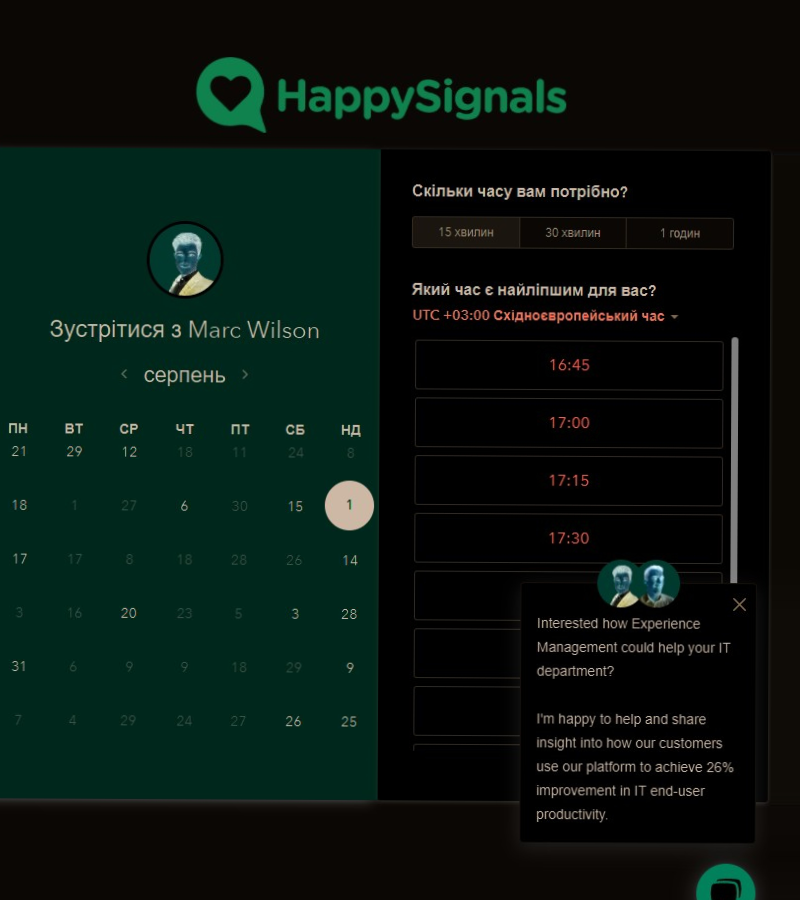 HappySignals
Зустрітися з Marc Wilson
серпень
ПН ВТ СР ЧТ ПТ СБ НД
21 29 12 18 11 24 8
18 1 27 6 30 15 1
17 17 8 18 28 26 14
3 16 20 23 5 3 28
31 6 9 9 18 29 9
7 4 29 24 27 26 25
Скільки часу вам потрібно?
15 хвилин 30 хвилин 1 годин
Який час є найліпшим для вас?
UTC +03:00 Східноєвропейський час
16:45
17:00
17:15
17:30
Interested how Experience
Management could help your IT
department?
I'm happy to help and share
insight into how our customers
use our platform to achieve 26%
improvement in IT end-user
productivity.